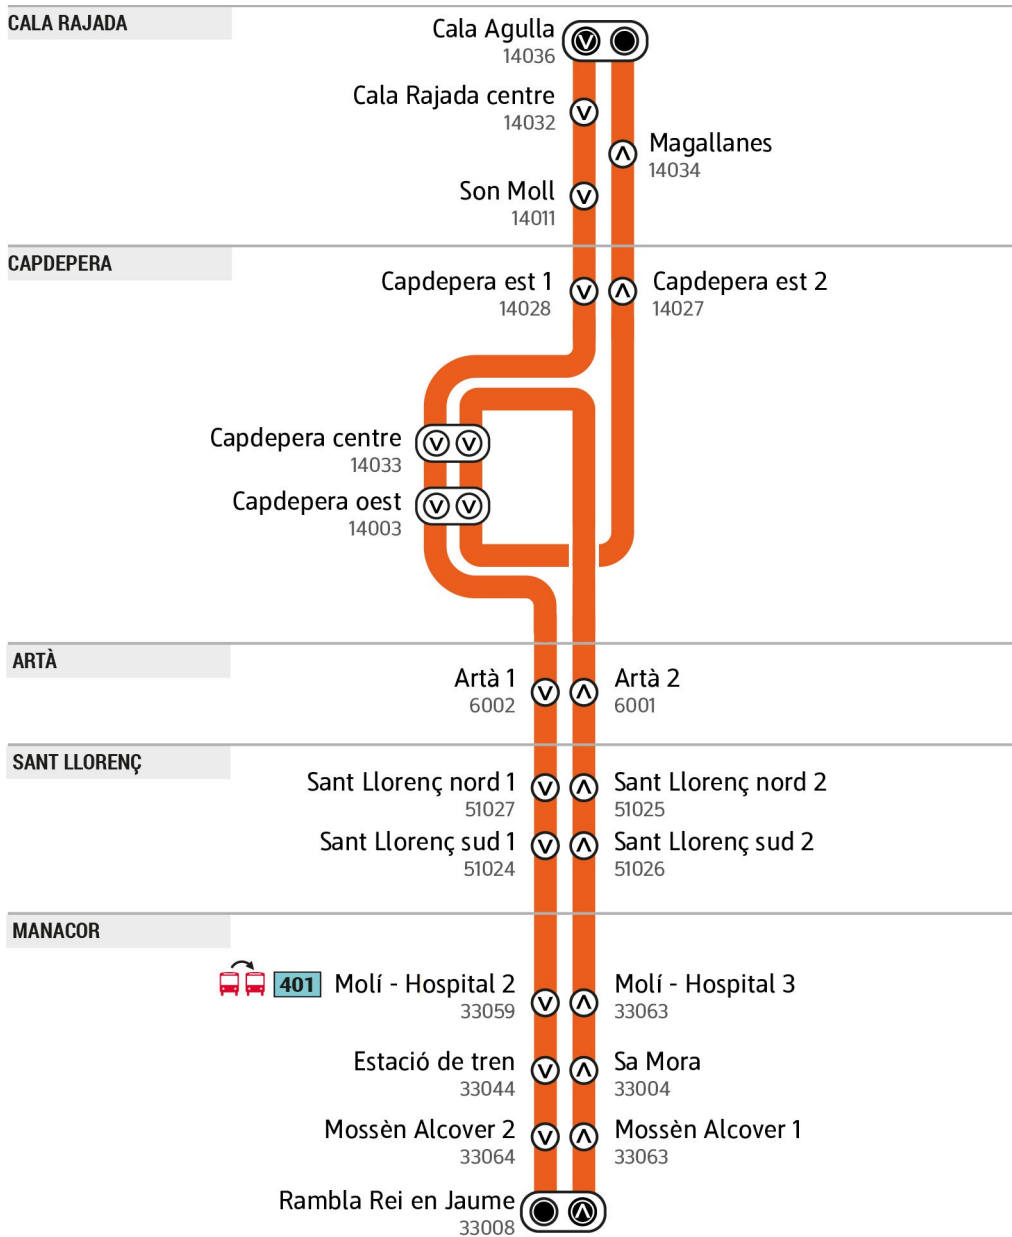 CALA RAJADA
Cala Agulla
14036
Cala Rajada centre
14032
Magallanes
14034
Son Moll
14011
CAPDEPERA
Capdepera est 1
14028
Capdepera est 2
14027
Capdepera centre
14033
Capdepera oest
14003
ARTÀ
Artà 1
6002
Artà 2
6001
SANT LLORENÇ
Sant Llorenç nord 1
51027
Sant Llorenç nord 2
51025
Sant Llorenç sud 1
51024
Sant Llorenç sud 2
51026
MANACOR
401 Molí - Hospital 2
33059
Molí - Hospital 3
33063
Estació de tren
33044
Sa Mora
33004
Mossèn Alcover 2
33064
Mossèn Alcover 1
33063
Rambla Rei en Jaume
33008